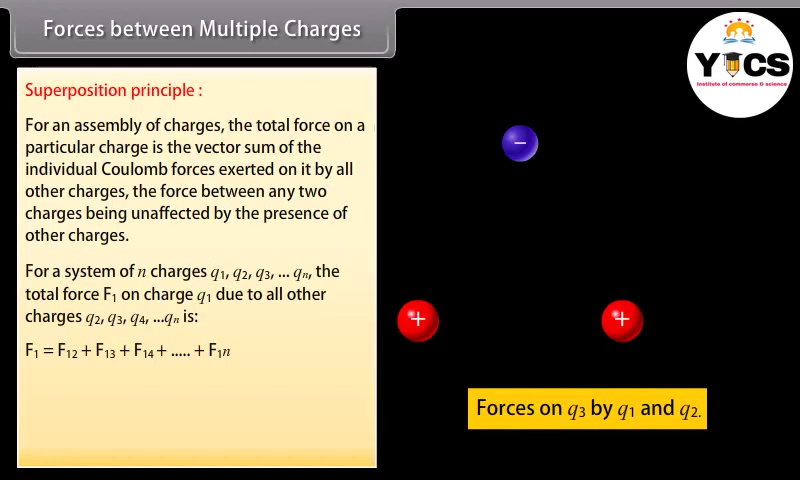 Forces between Multiple Charges
YICS
Institute of commerse & science
Superposition principle :
For an assembly of charges, the total force on a
particular charge is the vector sum of the
individual Coulomb forces exerted on it by all
other charges, the force between any two
charges being unaffected by the presence of
other charges.
For a system of n charges q₁, q₂, q₃, ... qₙ, the
total force F₁ on charge q₁ due to all other
charges q₂, q₃, q₄, ...qₙ is:
F₁ = F₁₂ + F₁₃ + F₁₄ + ..... + F₁n
−
+ +
Forces on q₃ by q₁ and q₂.